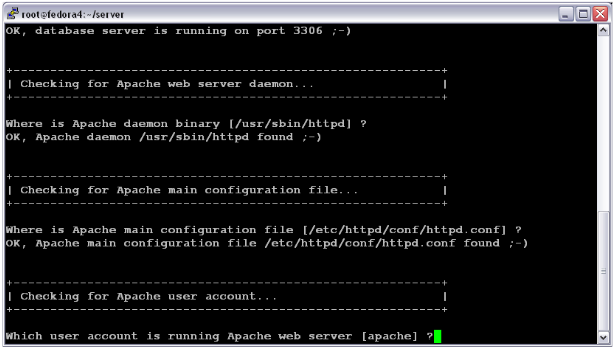 root@fedora4:~/server
OK, database server is running on port 3306 ;-)
+----------------------------------------------------------+
| Checking for Apache web server daemon... |
+----------------------------------------------------------+
Where is Apache daemon binary [/usr/sbin/httpd] ?
OK, Apache daemon /usr/sbin/httpd found ;-)
+----------------------------------------------------------+
| Checking for Apache main configuration file... |
+----------------------------------------------------------+
Where is Apache main configuration file [/etc/httpd/conf/httpd.conf] ?
OK, Apache main configuration file /etc/httpd/conf/httpd.conf found ;-)
+----------------------------------------------------------+
| Checking for Apache user account... |
+----------------------------------------------------------+
Which user account is running Apache web server [apache] ?